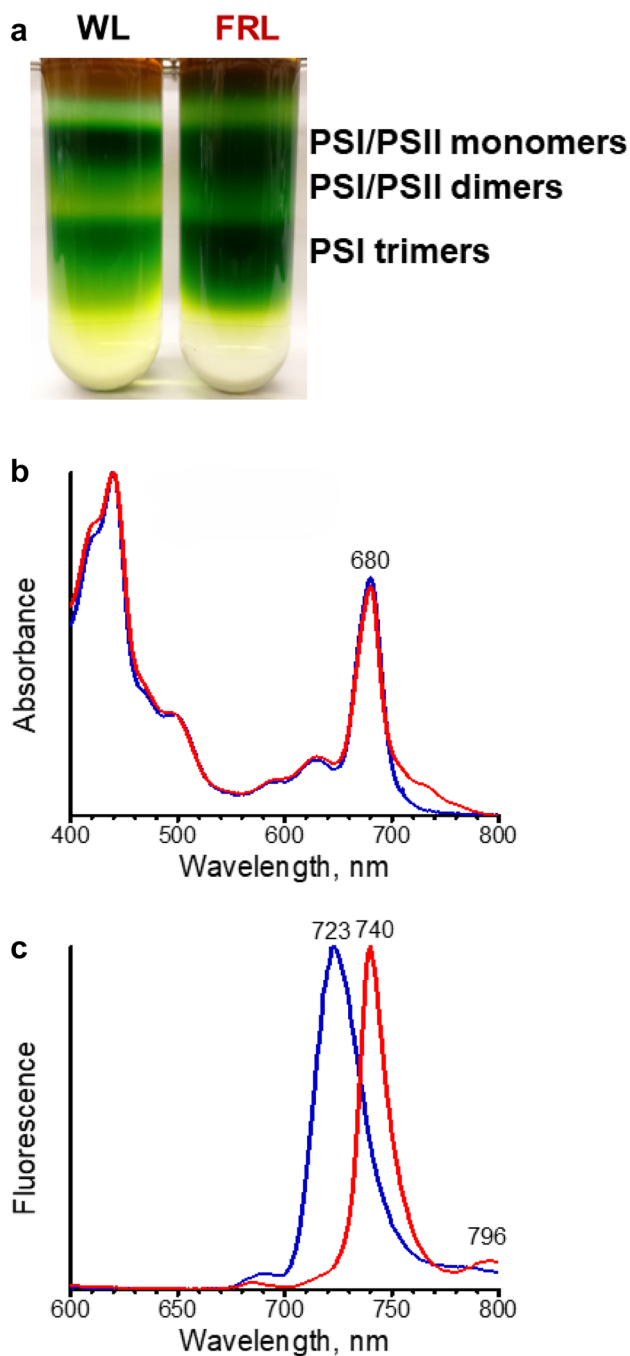 a
WL FRL
PSI/PSII monomers
PSI/PSII dimers
PSI trimers
b
680
Absorbance
400 500 600 700 800
Wavelength, nm
c
723 740
Fluorescence
796
600 650 700 750 800
Wavelength, nm